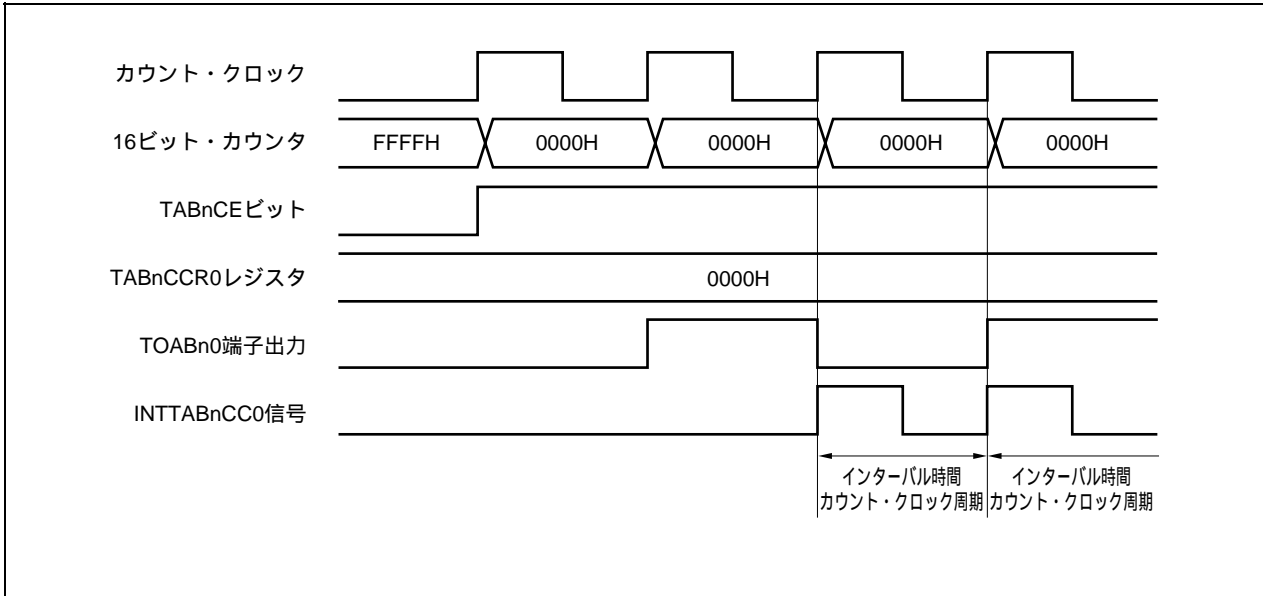 カウント・クロック
16ビット・カウンタ
FFFFH
0000H
0000H
0000H
0000H
TABnCEビット
TABnCCR0レジスタ
0000H
TOABn0端子出力
INTTABnCC0信号
インターバル時間
カウント・クロック周期
インターバル時間
カウント・クロック周期